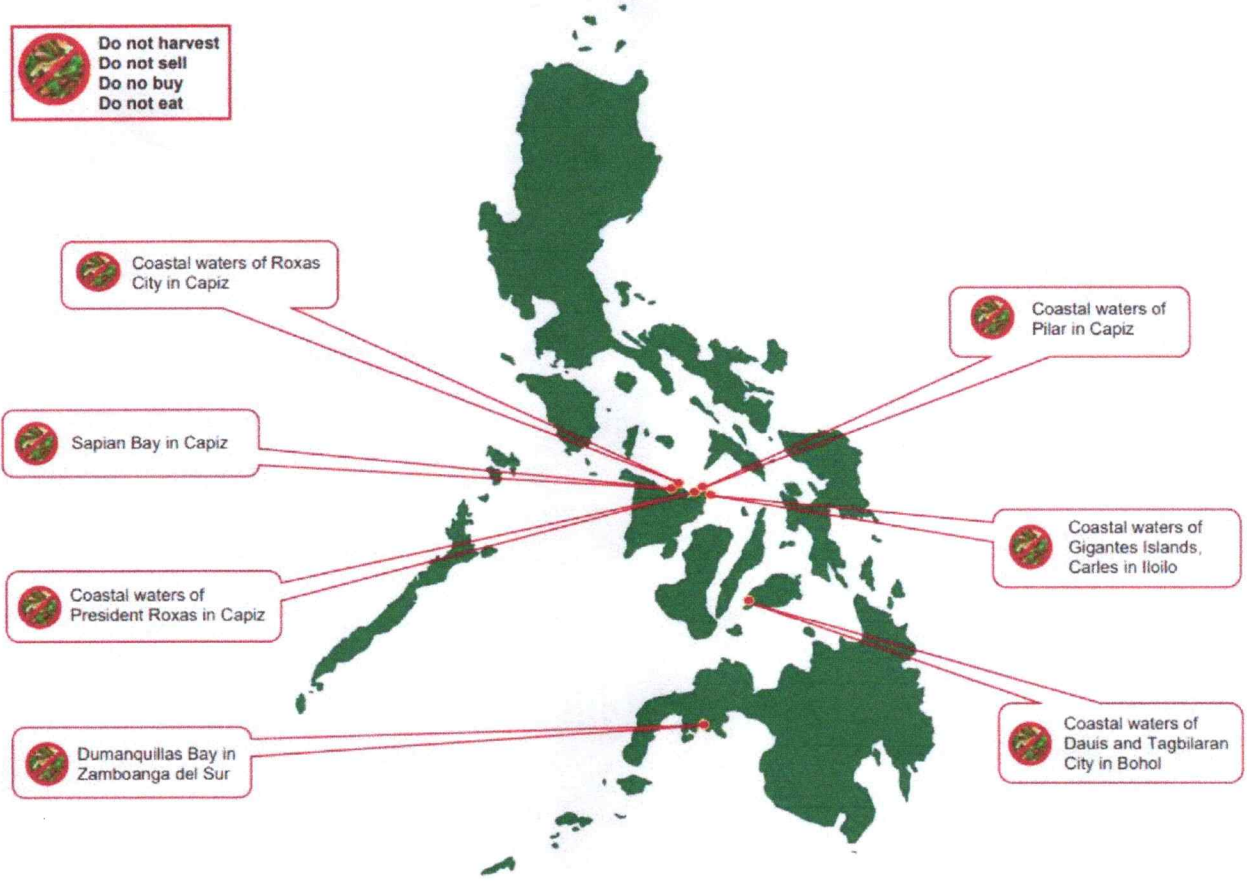 Do not harvest
Do not sell
Do no buy
Do not eat
Coastal waters of Roxas
City in Capiz
Coastal waters of
Pilar in Capiz
Sapian Bay in Capiz
Coastal waters of
Gigantes Islands,
Carles in Iloilo
Coastal waters of
President Roxas in Capiz
Coastal waters of
Dauis and Tagbilaran
City in Bohol
Dumanquillas Bay in
Zamboanga del Sur